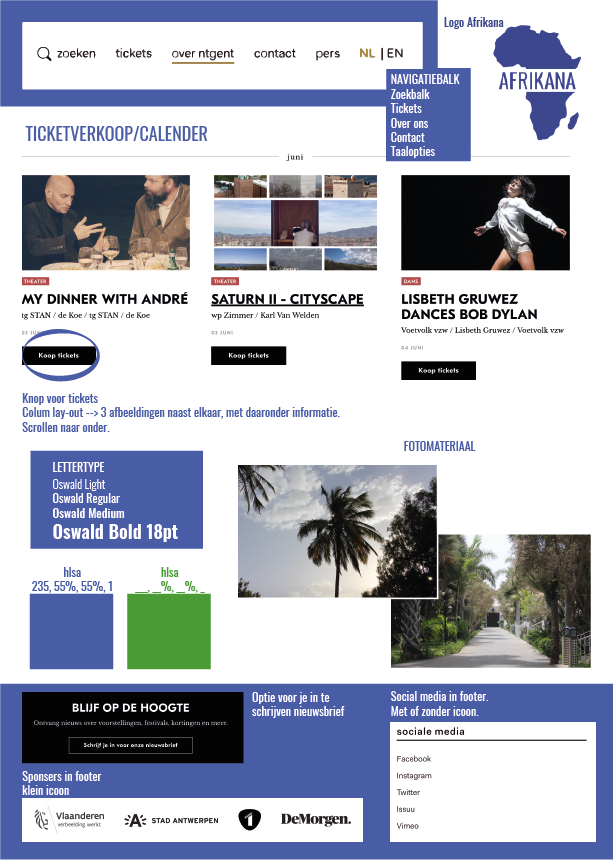 Logo Afrikana
zoeken tickets over ntgent contact pers NL | EN
AFRIKANA
NAVIGATIEBALK
Zoekbalk
Tickets
Over ons
Contact
Taalopties
TICKETVERKOOP/CALENDER
juni
THEATER
MY DINNER WITH ANDRÉ
tg STAN / de Koe / tg STAN / de Koe
03 JUNI
Koop tickets
THEATER
SATURN II - CITYSCAPE
wp Zimmer / Karl Van Welden
03 JUNI
Koop tickets
DANS
LISBETH GRUWEZ
DANCES BOB DYLAN
Voetvolk vzw / Lisbeth Gruwez / Voetvolk vzw
04 JUNI
Koop tickets
Knop voor tickets
Colum lay-out --> 3 afbeeldingen naast elkaar, met daaronder informatie.
Scrollen naar onder.
FOTOMATERIAAL
LETTERTYPE
Oswald Light
Oswald Regular
Oswald Medium
Oswald Bold 18pt
hlsa
235, 55%, 55%, 1
hlsa
__, __%, __%, _
BLIJF OP DE HOOGTE
Ontvang nieuws over voorstellingen, festivals, kortingen en meer.
Schrijf je in voor onze nieuwsbrief
Optie voor je in te
schrijven nieuwsbrief
Social media in footer.
Met of zonder icoon.
sociale media
Facebook
Instagram
Twitter
Issuu
Vimeo
Sponsers in footer
klein icoon
Vlaanderen
verbeelding werkt
'A' STAD ANTWERPEN
1
DeMorgen.